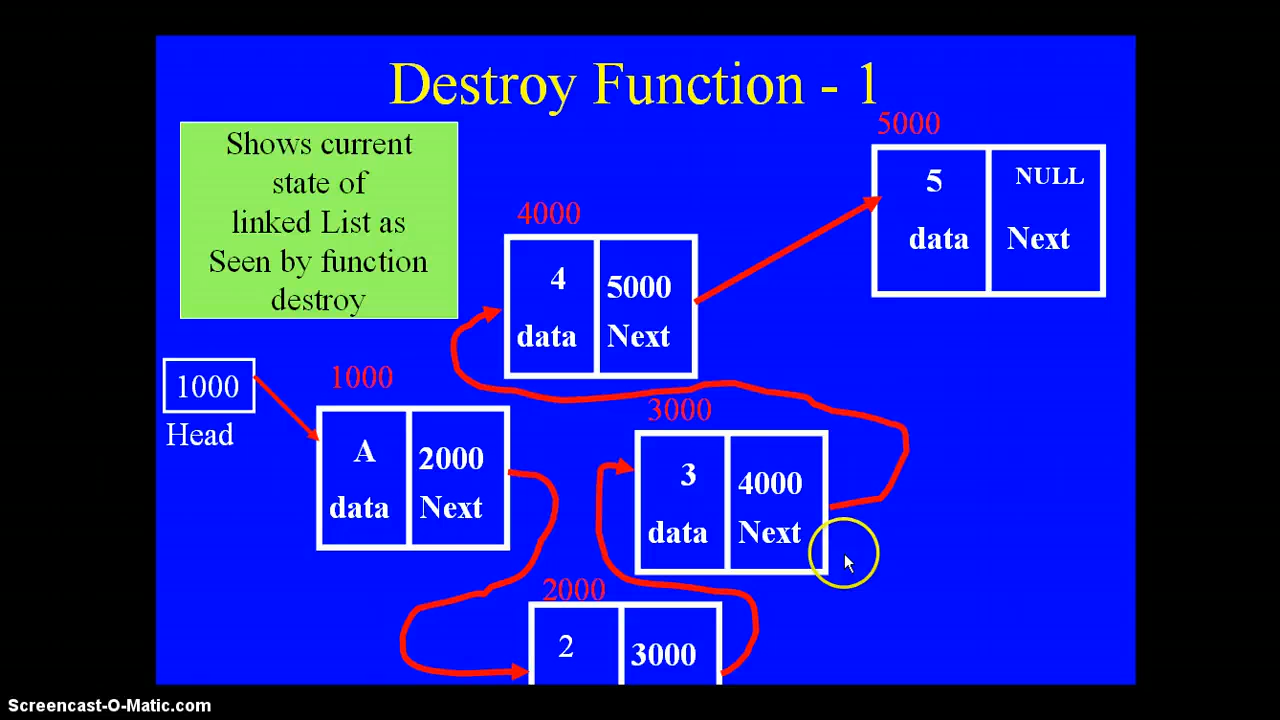 Destroy Function - 1
Shows current
state of
linked List as
Seen by function
destroy
5000
5
NULL
data
Next
4000
4
5000
data
Next
1000
Head
1000
A
2000
data
Next
3000
3
4000
data
Next
2000
2
3000
Screencast-O-Matic.com